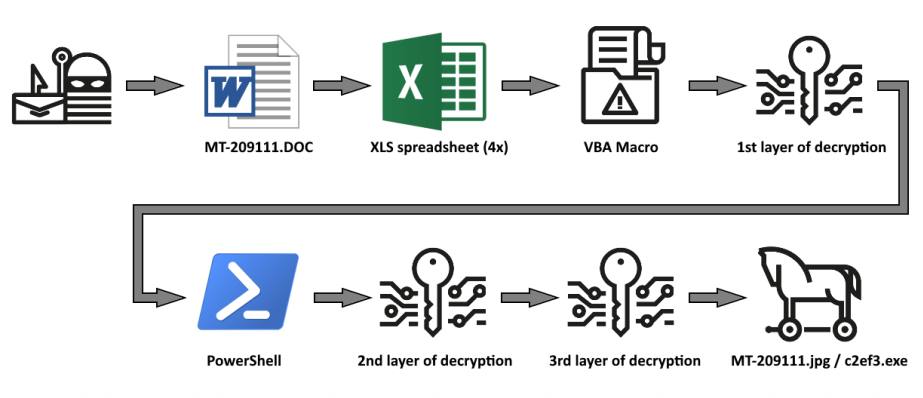 W
X
MT-209111.DOC
XLS spreadsheet (4x)
VBA Macro
1st layer of decryption
PowerShell
2nd layer of decryption
3rd layer of decryption
MT-209111.jpg / c2ef3.exe